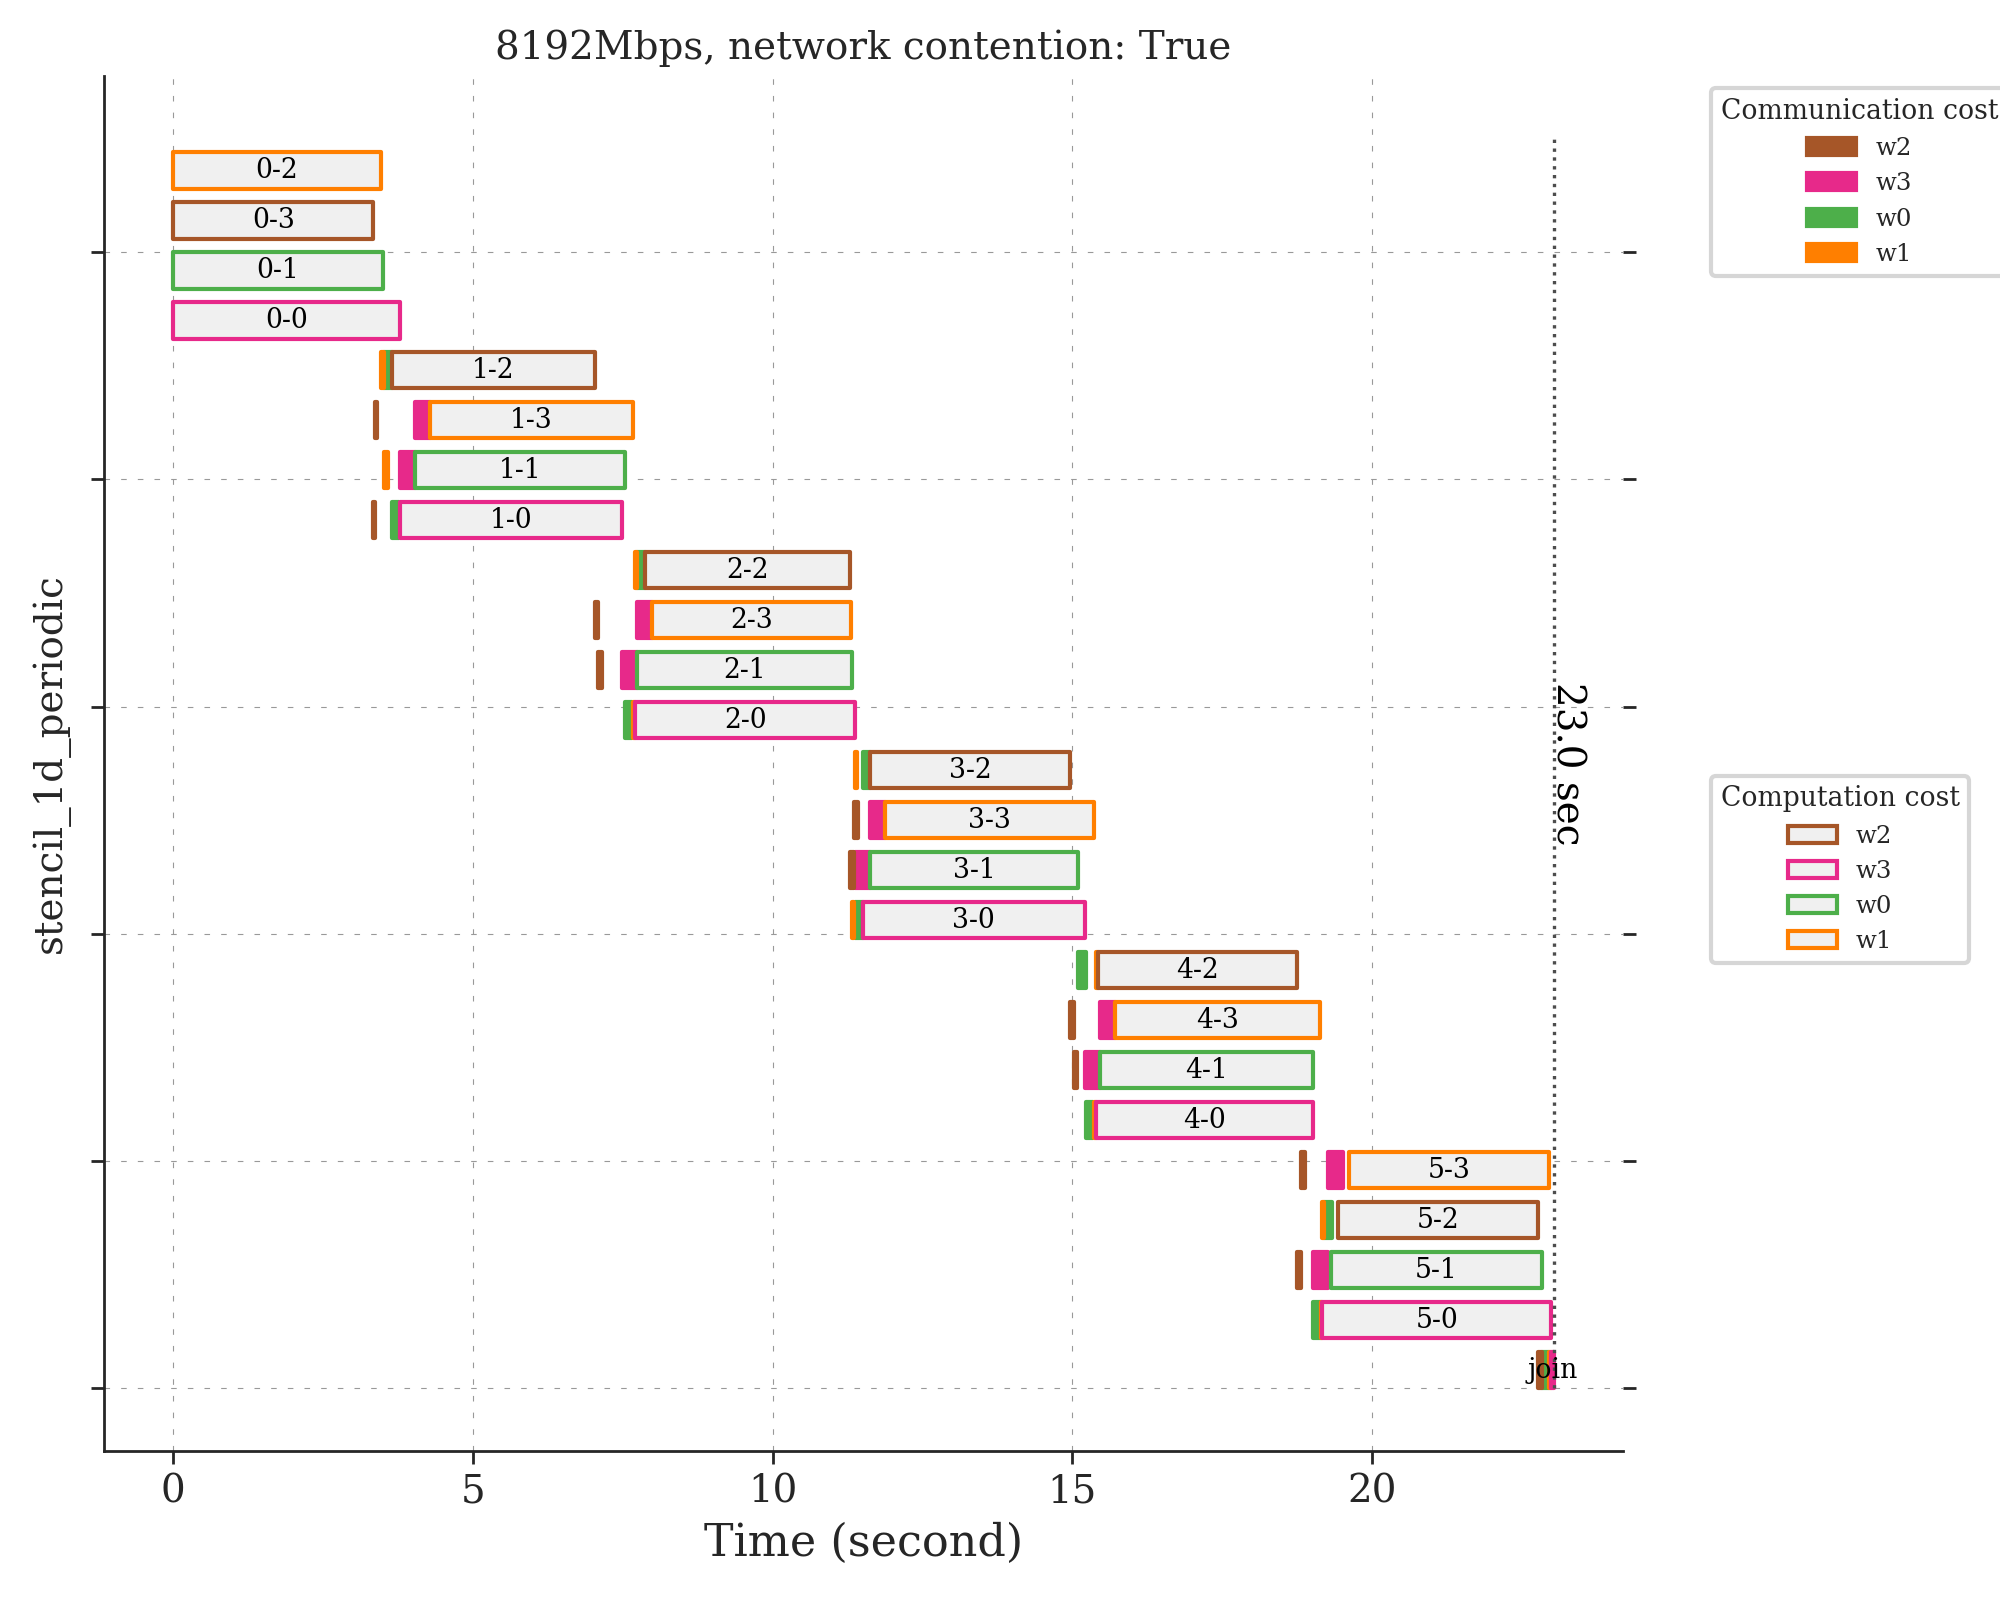 8192Mbps, network contention: True
Communication cost
w2
w3
w0
w1
0-2
0-3
0-1
0-0
1-2
1-3
1-1
1-0
2-2
2-3
2-1
2-0
3-2
3-3
3-1
3-0
4-2
4-3
4-1
4-0
5-3
5-2
5-1
5-0
join
23.0 sec
Computation cost
w2
w3
w0
w1
stencil_1d_periodic
0 5 10 15 20
Time (second)